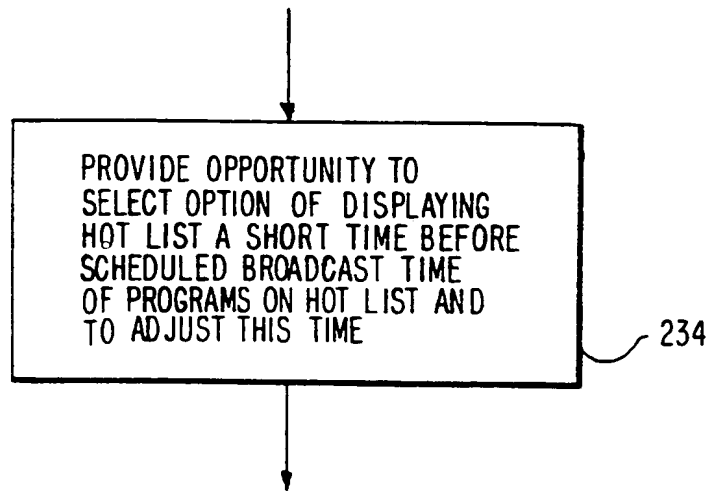 PROVIDE OPPORTUNITY TO
SELECT OPTION OF DISPLAYING
HOT LIST A SHORT TIME BEFORE
SCHEDULED BROADCAST TIME
OF PROGRAMS ON HOT LIST AND
TO ADJUST THIS TIME
234